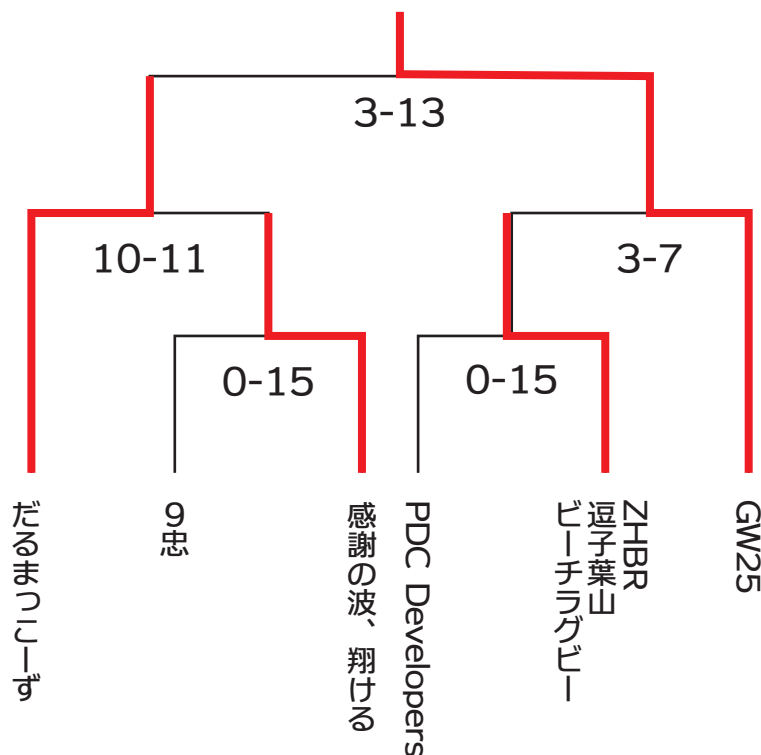 3-13
10-11
3-7
0-15
0-15
だるまっこーず
9忠
感謝の波、翔ける
PDC Developers
ZHBR
逗子葉山
ビーチラグビー
GW25